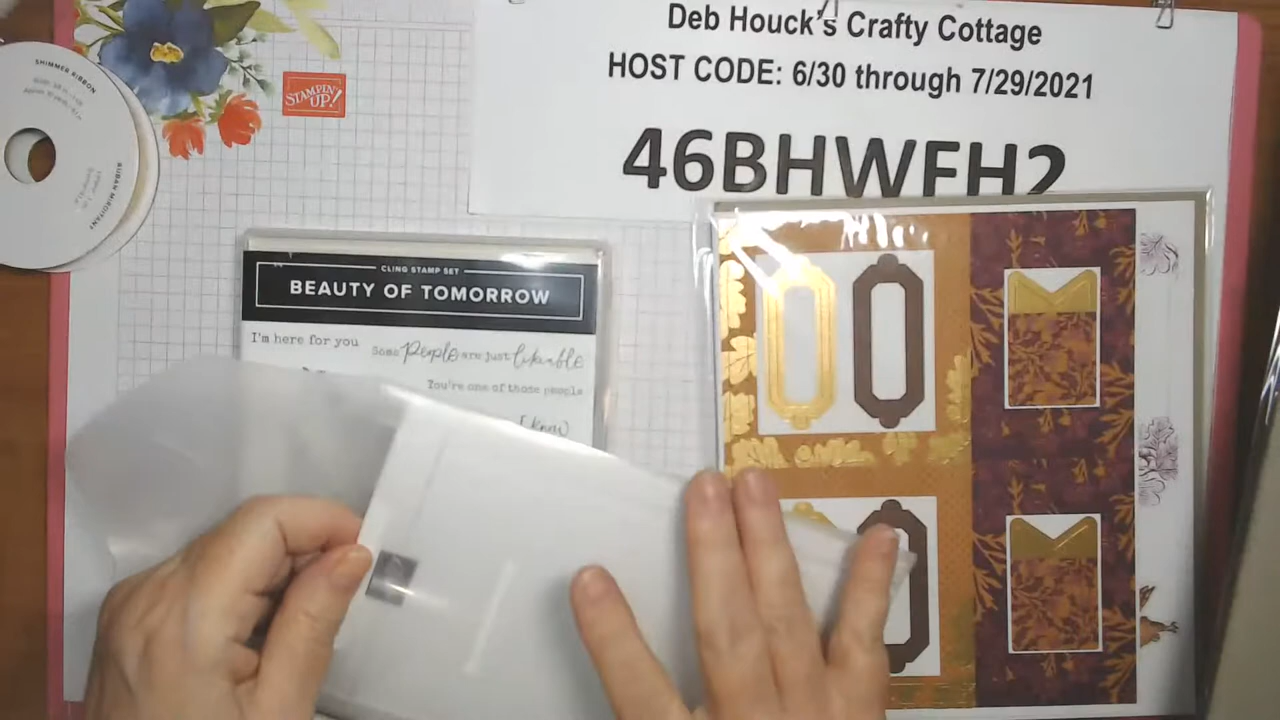 Deb Houck's Crafty Cottage
HOST CODE: 6/30 through 7/29/2021
46BHWFH2
SHIMMER RIBBON
STAMPIN' UP!
CLING STAMP SET
BEAUTY OF TOMORROW
I'm here for you
Some People are just likeable
You're one of those people
I know